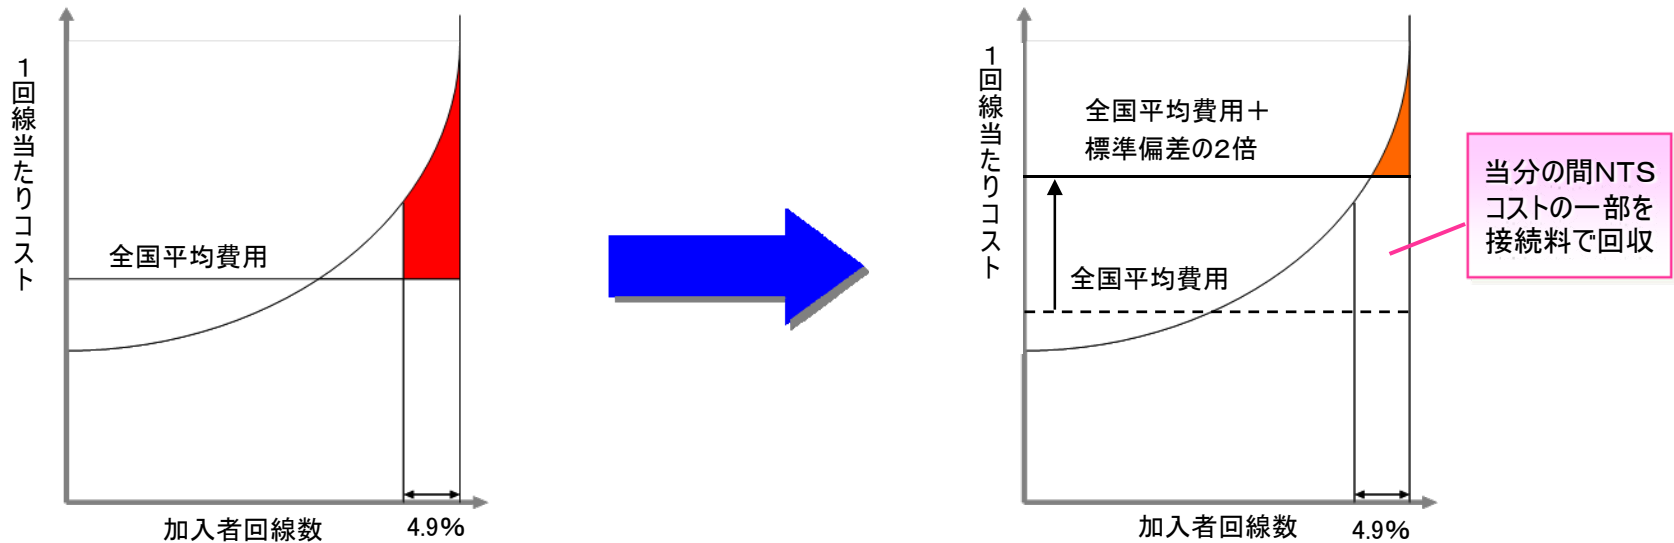 1回線当たりコスト
全国平均費用
加入者回線数
4.9%
1回線当たりコスト
全国平均費用＋
標準偏差の2倍
全国平均費用
加入者回線数
4.9%
当分の間NTS
コストの一部を
接続料で回収